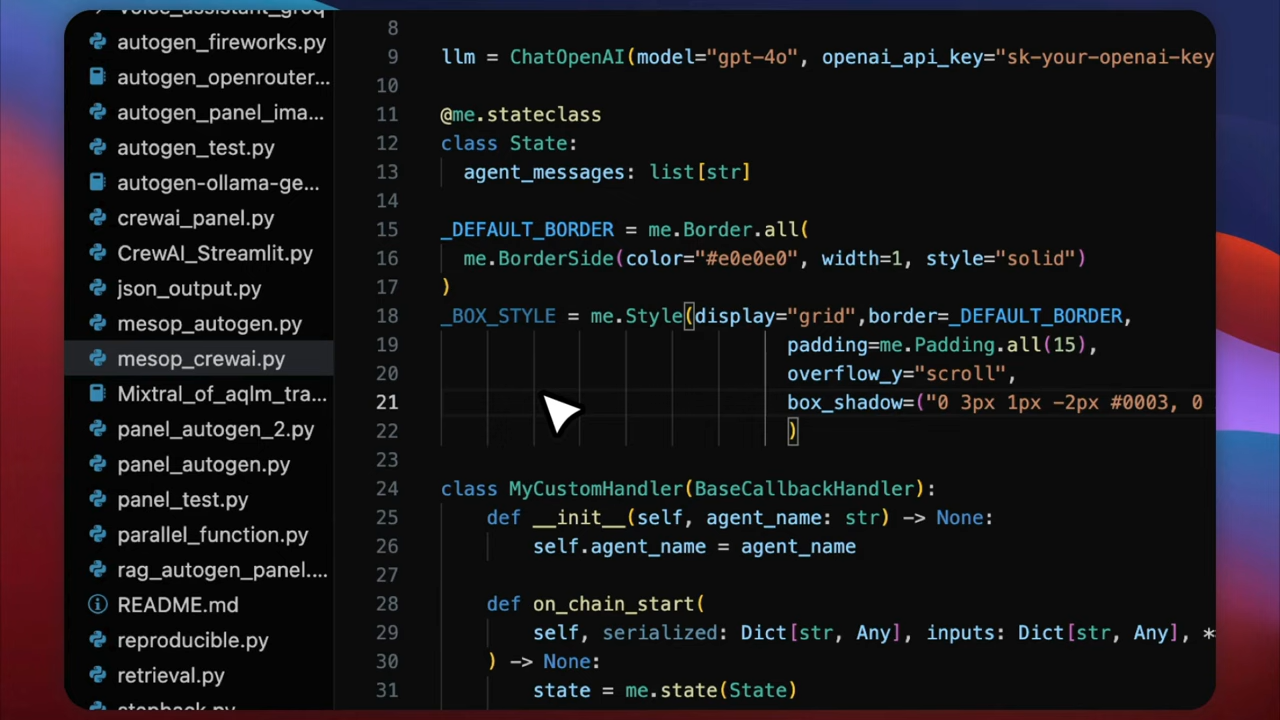 voice_assistant_groq
autogen_fireworks.py
autogen_openrouter...
autogen_panel_ima...
autogen_test.py
autogen-ollama-ge...
crewai_panel.py
CrewAI_Streamlit.py
json_output.py
mesop_autogen.py
mesop_crewai.py
Mixtral_of_aqlm_tra...
panel_autogen_2.py
panel_autogen.py
panel_test.py
parallel_function.py
rag_autogen_panel....
README.md
reproducible.py
retrieval.py
stepback.py
8
9 llm = ChatOpenAI(model="gpt-4o", openai_api_key="sk-your-openai-key
10
11 @me.stateclass
12 class State:
13 agent_messages: list[str]
14
15 _DEFAULT_BORDER = me.Border.all(
16 me.BorderSide(color="#e0e0e0", width=1, style="solid")
17 )
18 _BOX_STYLE = me.Style(display="grid",border=_DEFAULT_BORDER,
19 padding=me.Padding.all(15),
20 overflow_y="scroll",
21 box_shadow=("0 3px 1px -2px #0003, 0
22 )
23
24 class MyCustomHandler(BaseCallbackHandler):
25 def __init__(self, agent_name: str) -> None:
26 self.agent_name = agent_name
27
28 def on_chain_start(
29 self, serialized: Dict[str, Any], inputs: Dict[str, Any], *
30 ) -> None:
31 state = me.state(State)